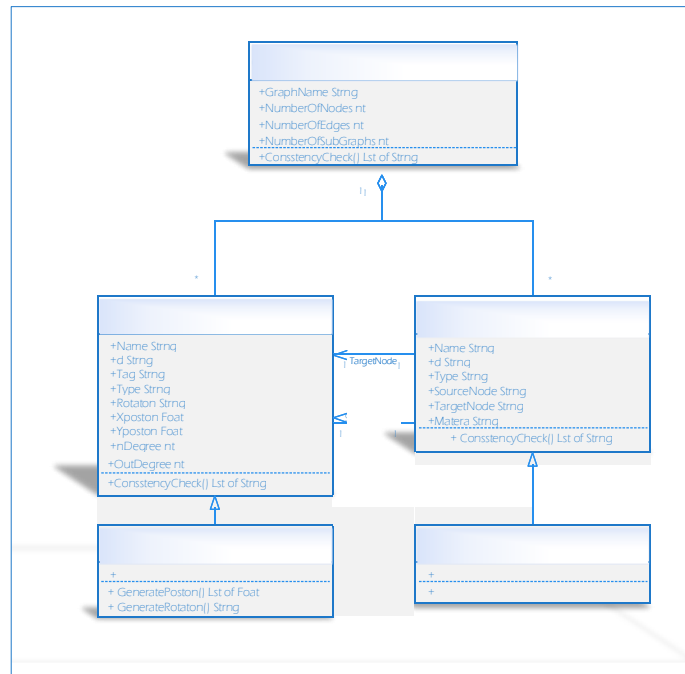 +GraphName Strng
+NumberOfNodes nt
+NumberOfEdges nt
+NumberOfSubGraphs nt
+ConsstencyCheck() Lst of Strng
*
*
+Name Strng
+d Strng
+Tag Strng
+Type Strng
+Rotaton Strng
+Xposton Foat
+Yposton Foat
+nDegree nt
+OutDegree nt
+ConsstencyCheck() Lst of Strng
TargetNode
+Name Strng
+d Strng
+Type Strng
+SourceNode Strng
+TargetNode Strng
+Matera Strng
+ ConsstencyCheck() Lst of Strng
+
+ GeneratePoston() Lst of Foat
+ GenerateRotaton() Strng
+
+